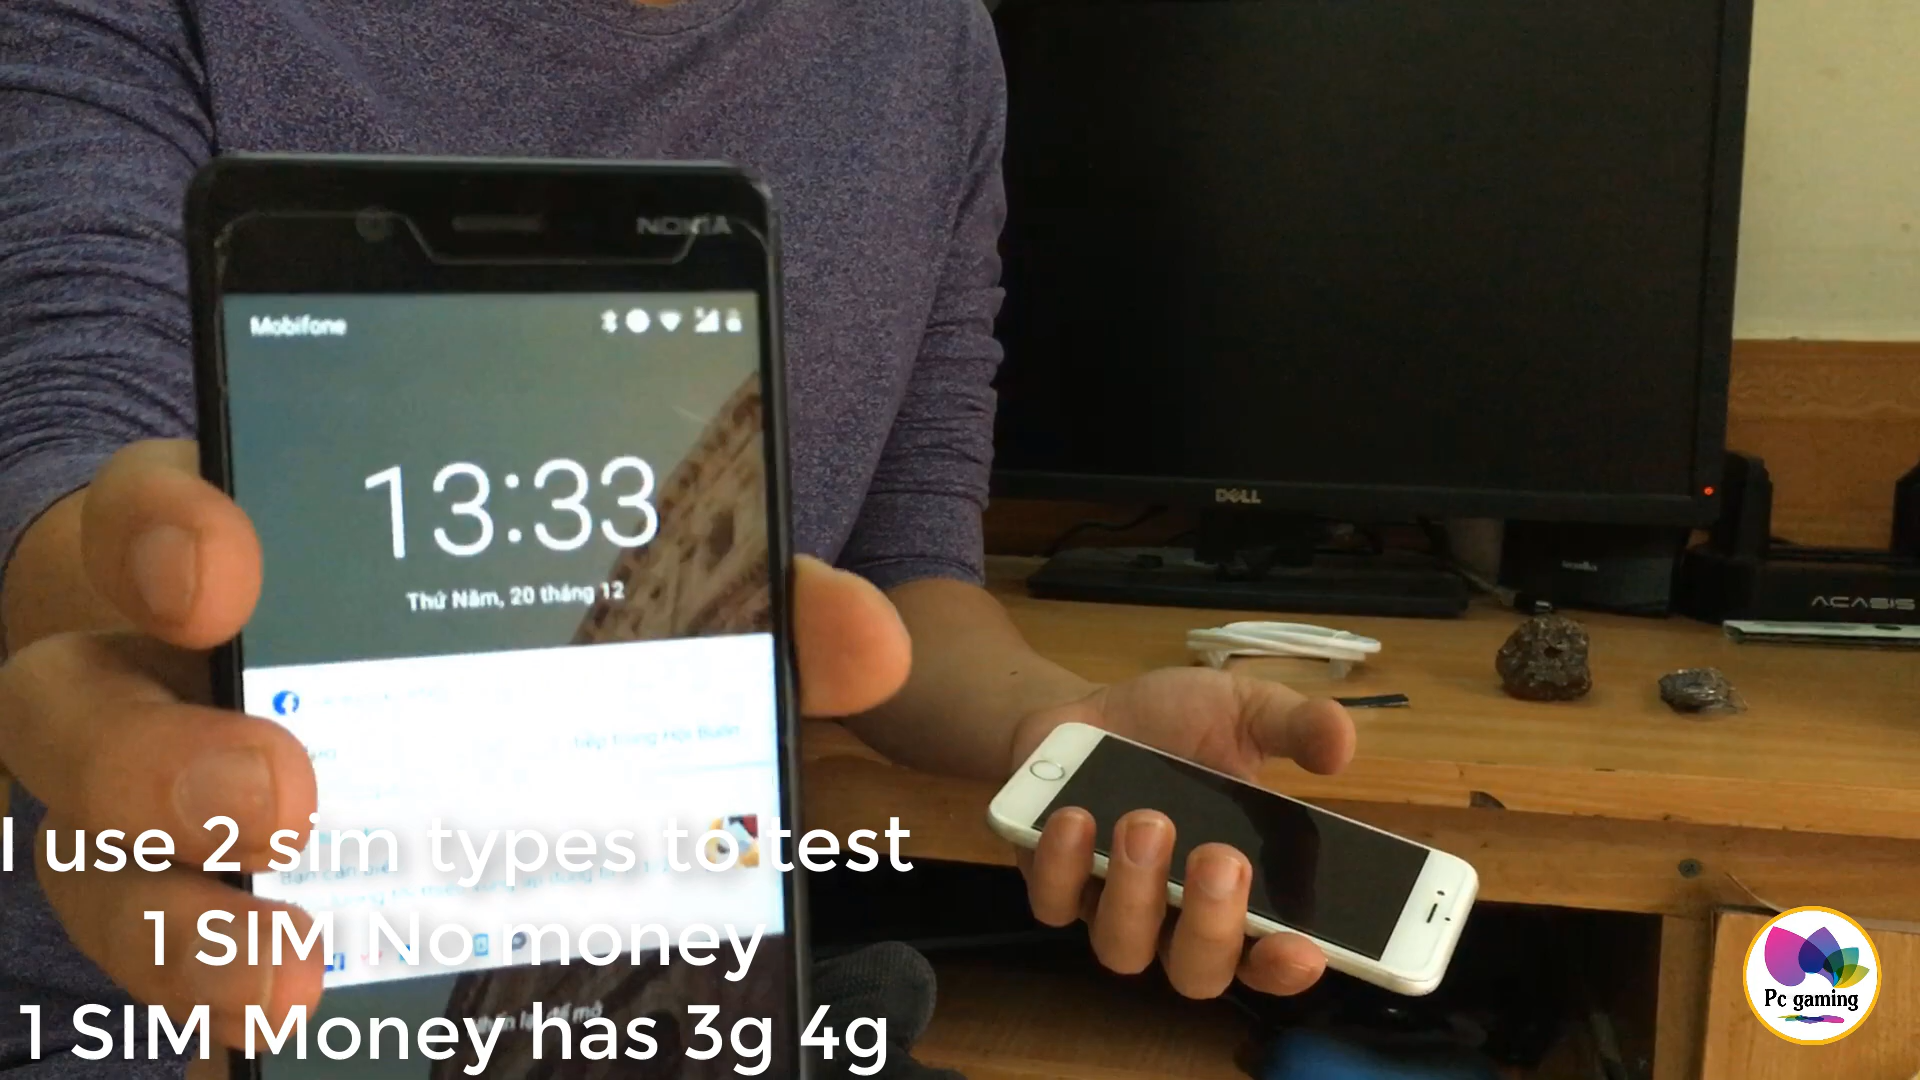 NOKIA
Mobifone
13:33
Thứ Năm, 20 tháng 12
DELL
ACASIS
I use 2 sim types to test
1 SIM No money
1 SIM Money has 3g 4g
Pc gaming